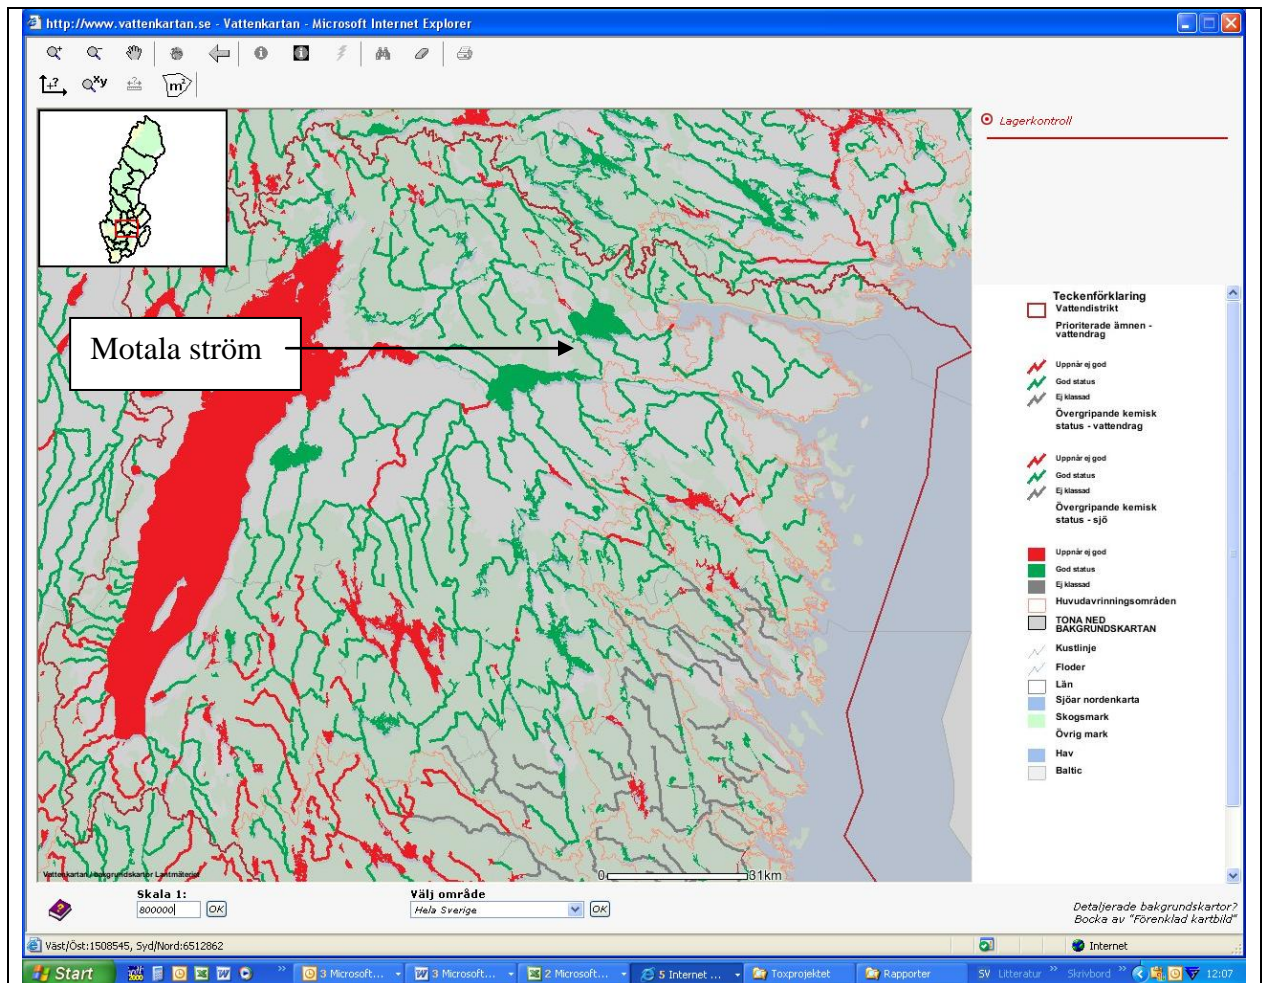 http://www.vattenkartan.se - Vattenkartan - Microsoft Internet Explorer
+?
xy
m²
Lagerkontroll
Motala ström
Teckenförklaring
Vattendistrikt
Prioriterade ämnen -
vattendrag
Uppnår ej god
God status
Ej klassad
Övergripande kemisk
status - vattendrag
Uppnår ej god
God status
Ej klassad
Övergripande kemisk
status - sjö
Uppnår ej god
God status
Ej klassad
Huvudavrinningsområden
TONA NED
BAKGRUNDSKARTAN
Kustlinje
Floder
Län
Sjöar nordenkarta
Skogsmark
Övrig mark
Hav
Baltic
Vattenkartan / bakgrundskartor Lantmäteriet
0 31km
Skala 1:
800000 OK
Välj område
Hela Sverige OK
Detaljerade bakgrundskartor?
Bocka av "Förenklad kartbild"
Väst/Öst:1508545, Syd/Nord:6512862
Internet
Start
3 Microsoft...
3 Microsoft...
2 Microsoft...
5 Internet ...
Toxprojektet
Rapporter
SV Litteratur » Skrivbord » 12:07